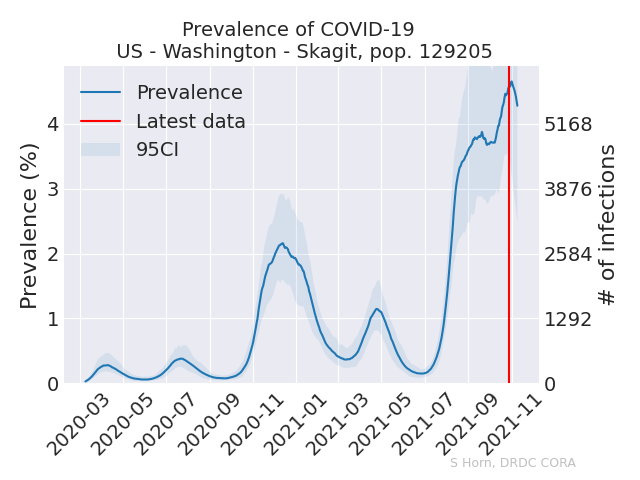 Prevalence of COVID-19
US - Washington - Skagit, pop. 129205
Prevalence
Latest data
95CI
Prevalence (%)
4
3
2
1
0
5168
3876
2584
1292
0
# of infections
2020-03
2020-05
2020-07
2020-09
2020-11
2021-01
2021-03
2021-05
2021-07
2021-09
2021-11
S Horn, DRDC CORA